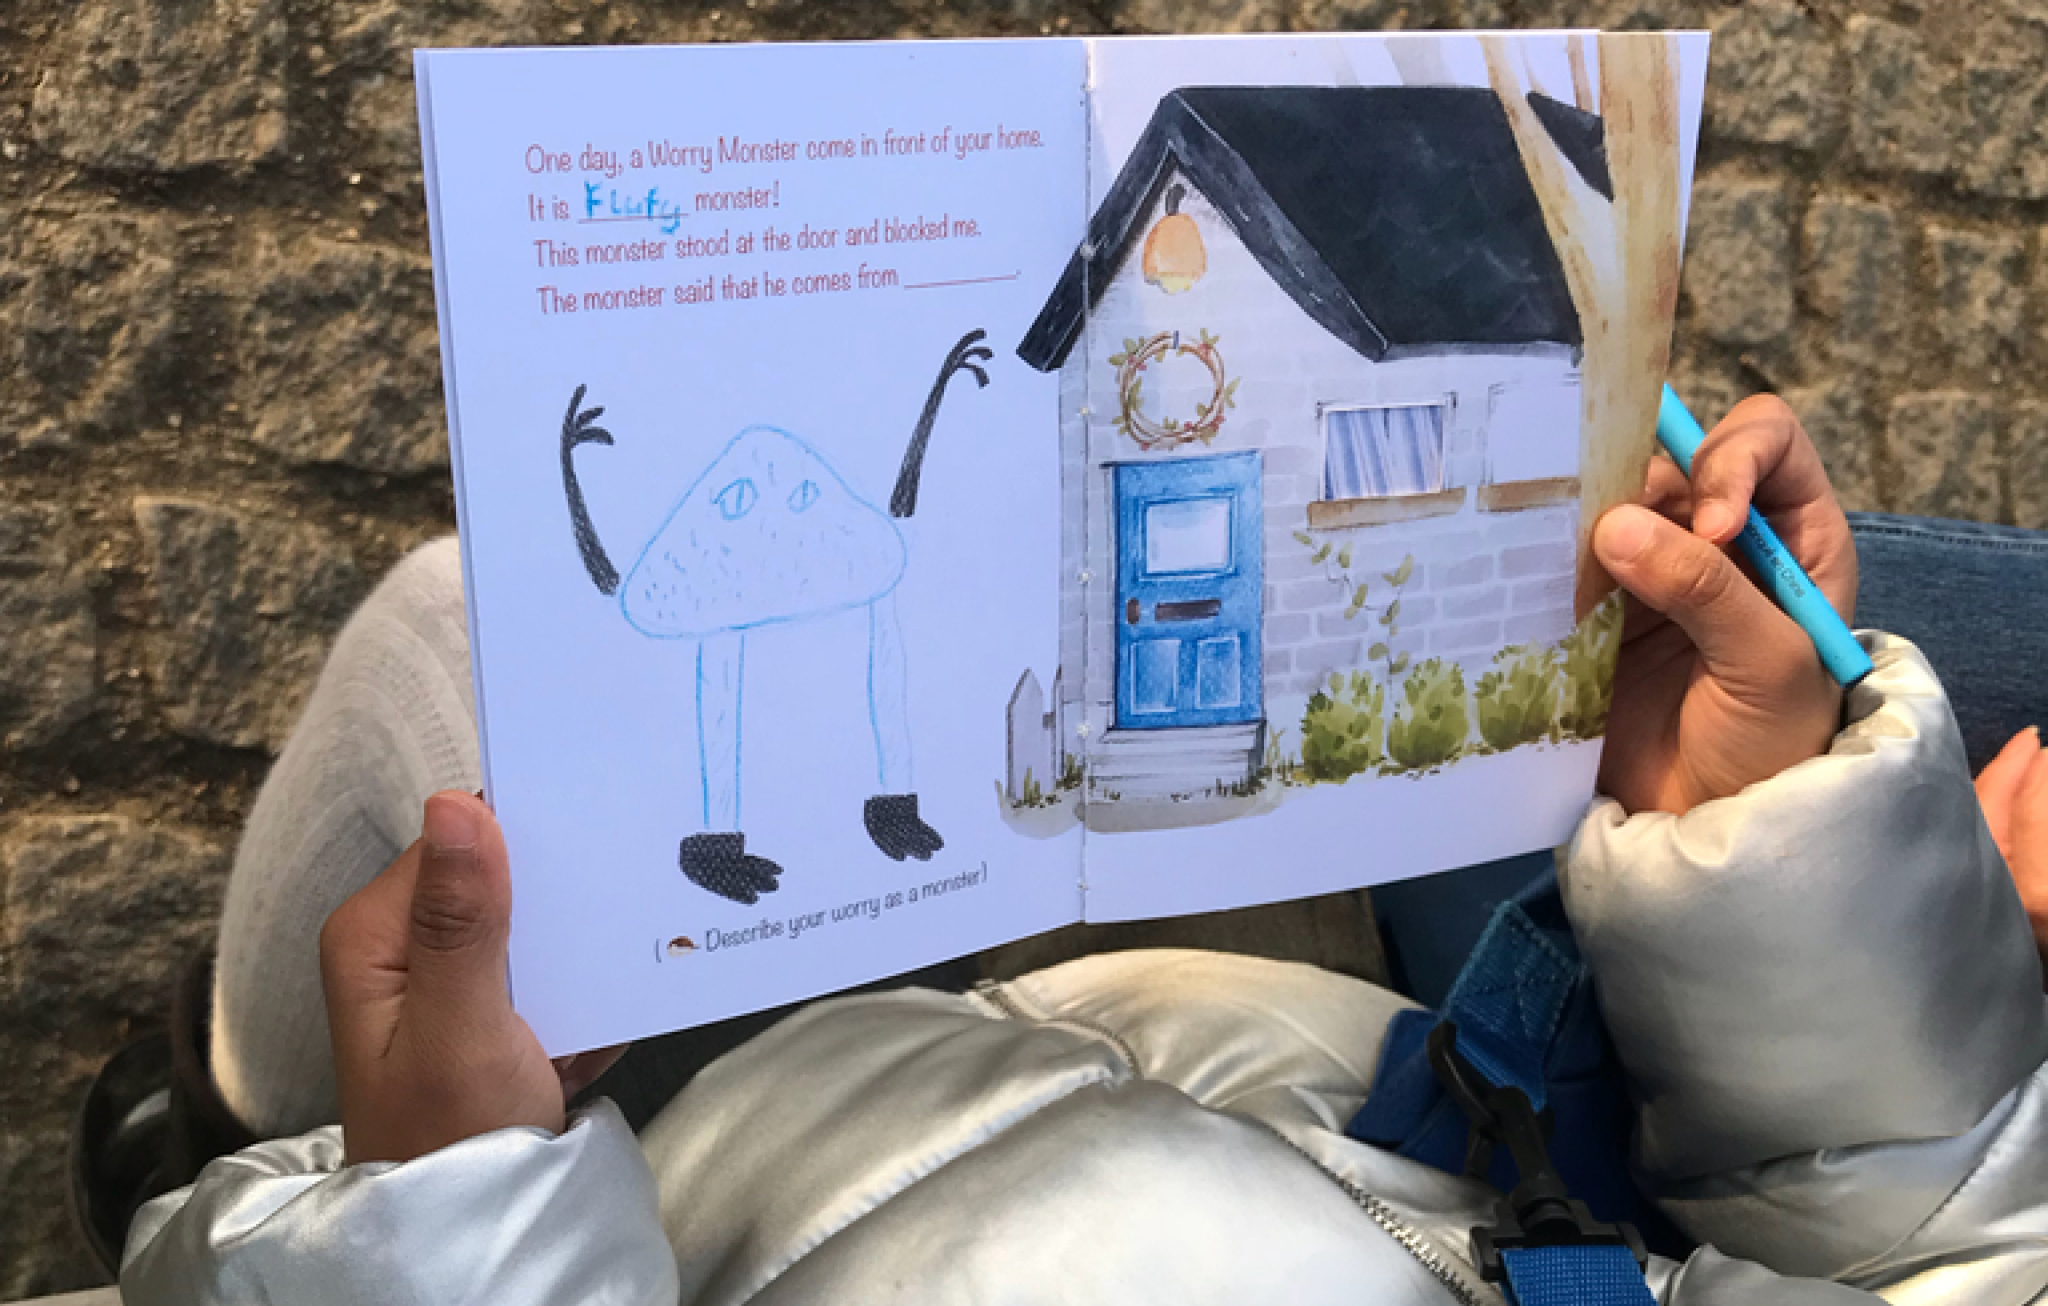 One day, a Worry Monster come in front of your home.
It is Flufy monster!
This monster stood at the door and blocked me.
The monster said that he comes from ________.
( Describe your worry as a monster)